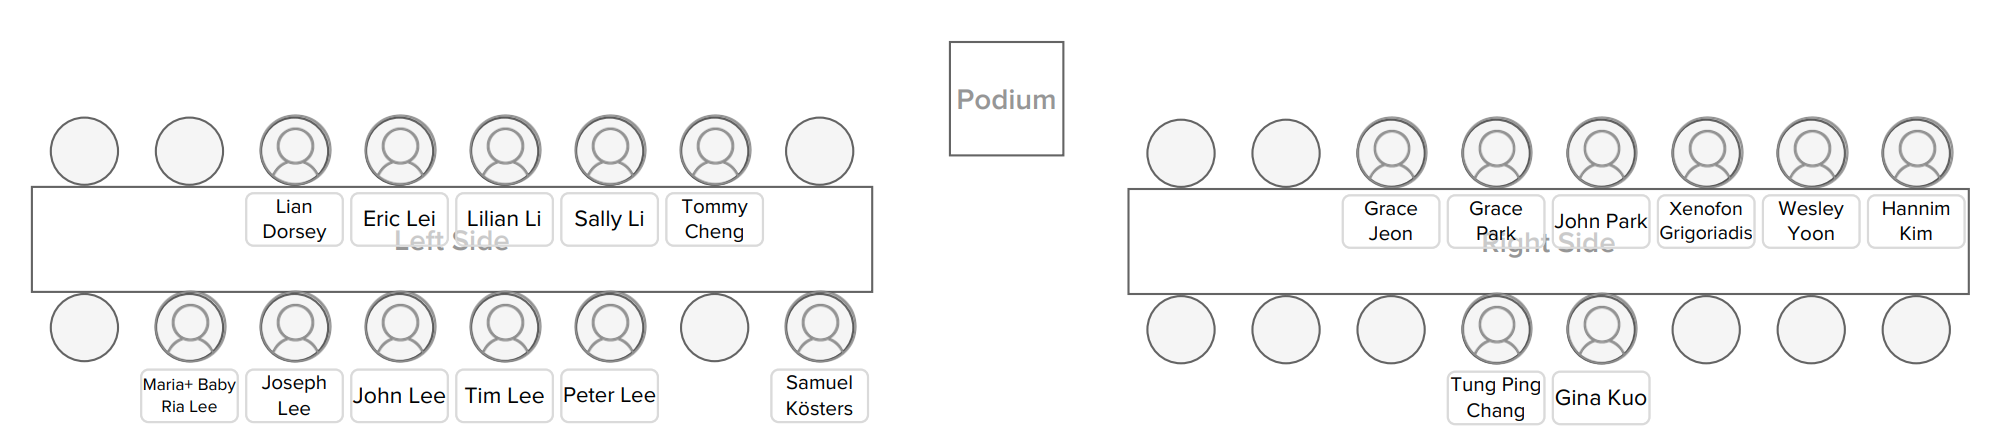 Podium
Lian
Dorsey
Eric Lei
Lilian Li
Sally Li
Tommy
Cheng
Left Side
Maria+ Baby
Ria Lee
Joseph
Lee
John Lee
Tim Lee
Peter Lee
Samuel
Kösters
Grace
Jeon
Grace
Park
John Park
Xenofon
Grigoriadis
Wesley
Yoon
Hannim
Kim
Right Side
Tung Ping
Chang
Gina Kuo